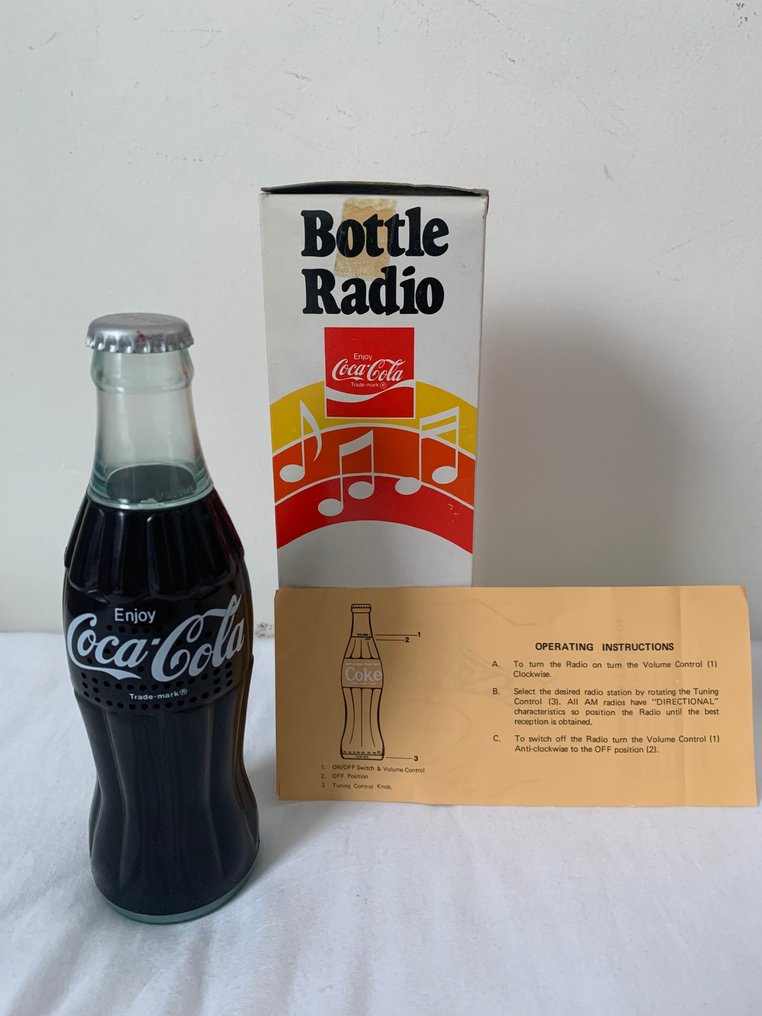 Bottle
Radio
Enjoy
Coca-Cola
Trade-mark ®
Enjoy
Coca-Cola
Trade-mark ®
1
2
Coke
3
1. ON/OFF Switch & Volume Control
2. OFF Position
3. Tuning Control Knob.
OPERATING INSTRUCTIONS
A. To turn the Radio on turn the Volume Control (1)
Clockwise.
B. Select the desired radio station by rotating the Tuning
Control (3). All AM radios have "DIRECTIONAL"
characteristics so position the Radio until the best
reception is obtained.
C. To switch off the Radio turn the Volume Control (1)
Anti-clockwise to the OFF position (2).